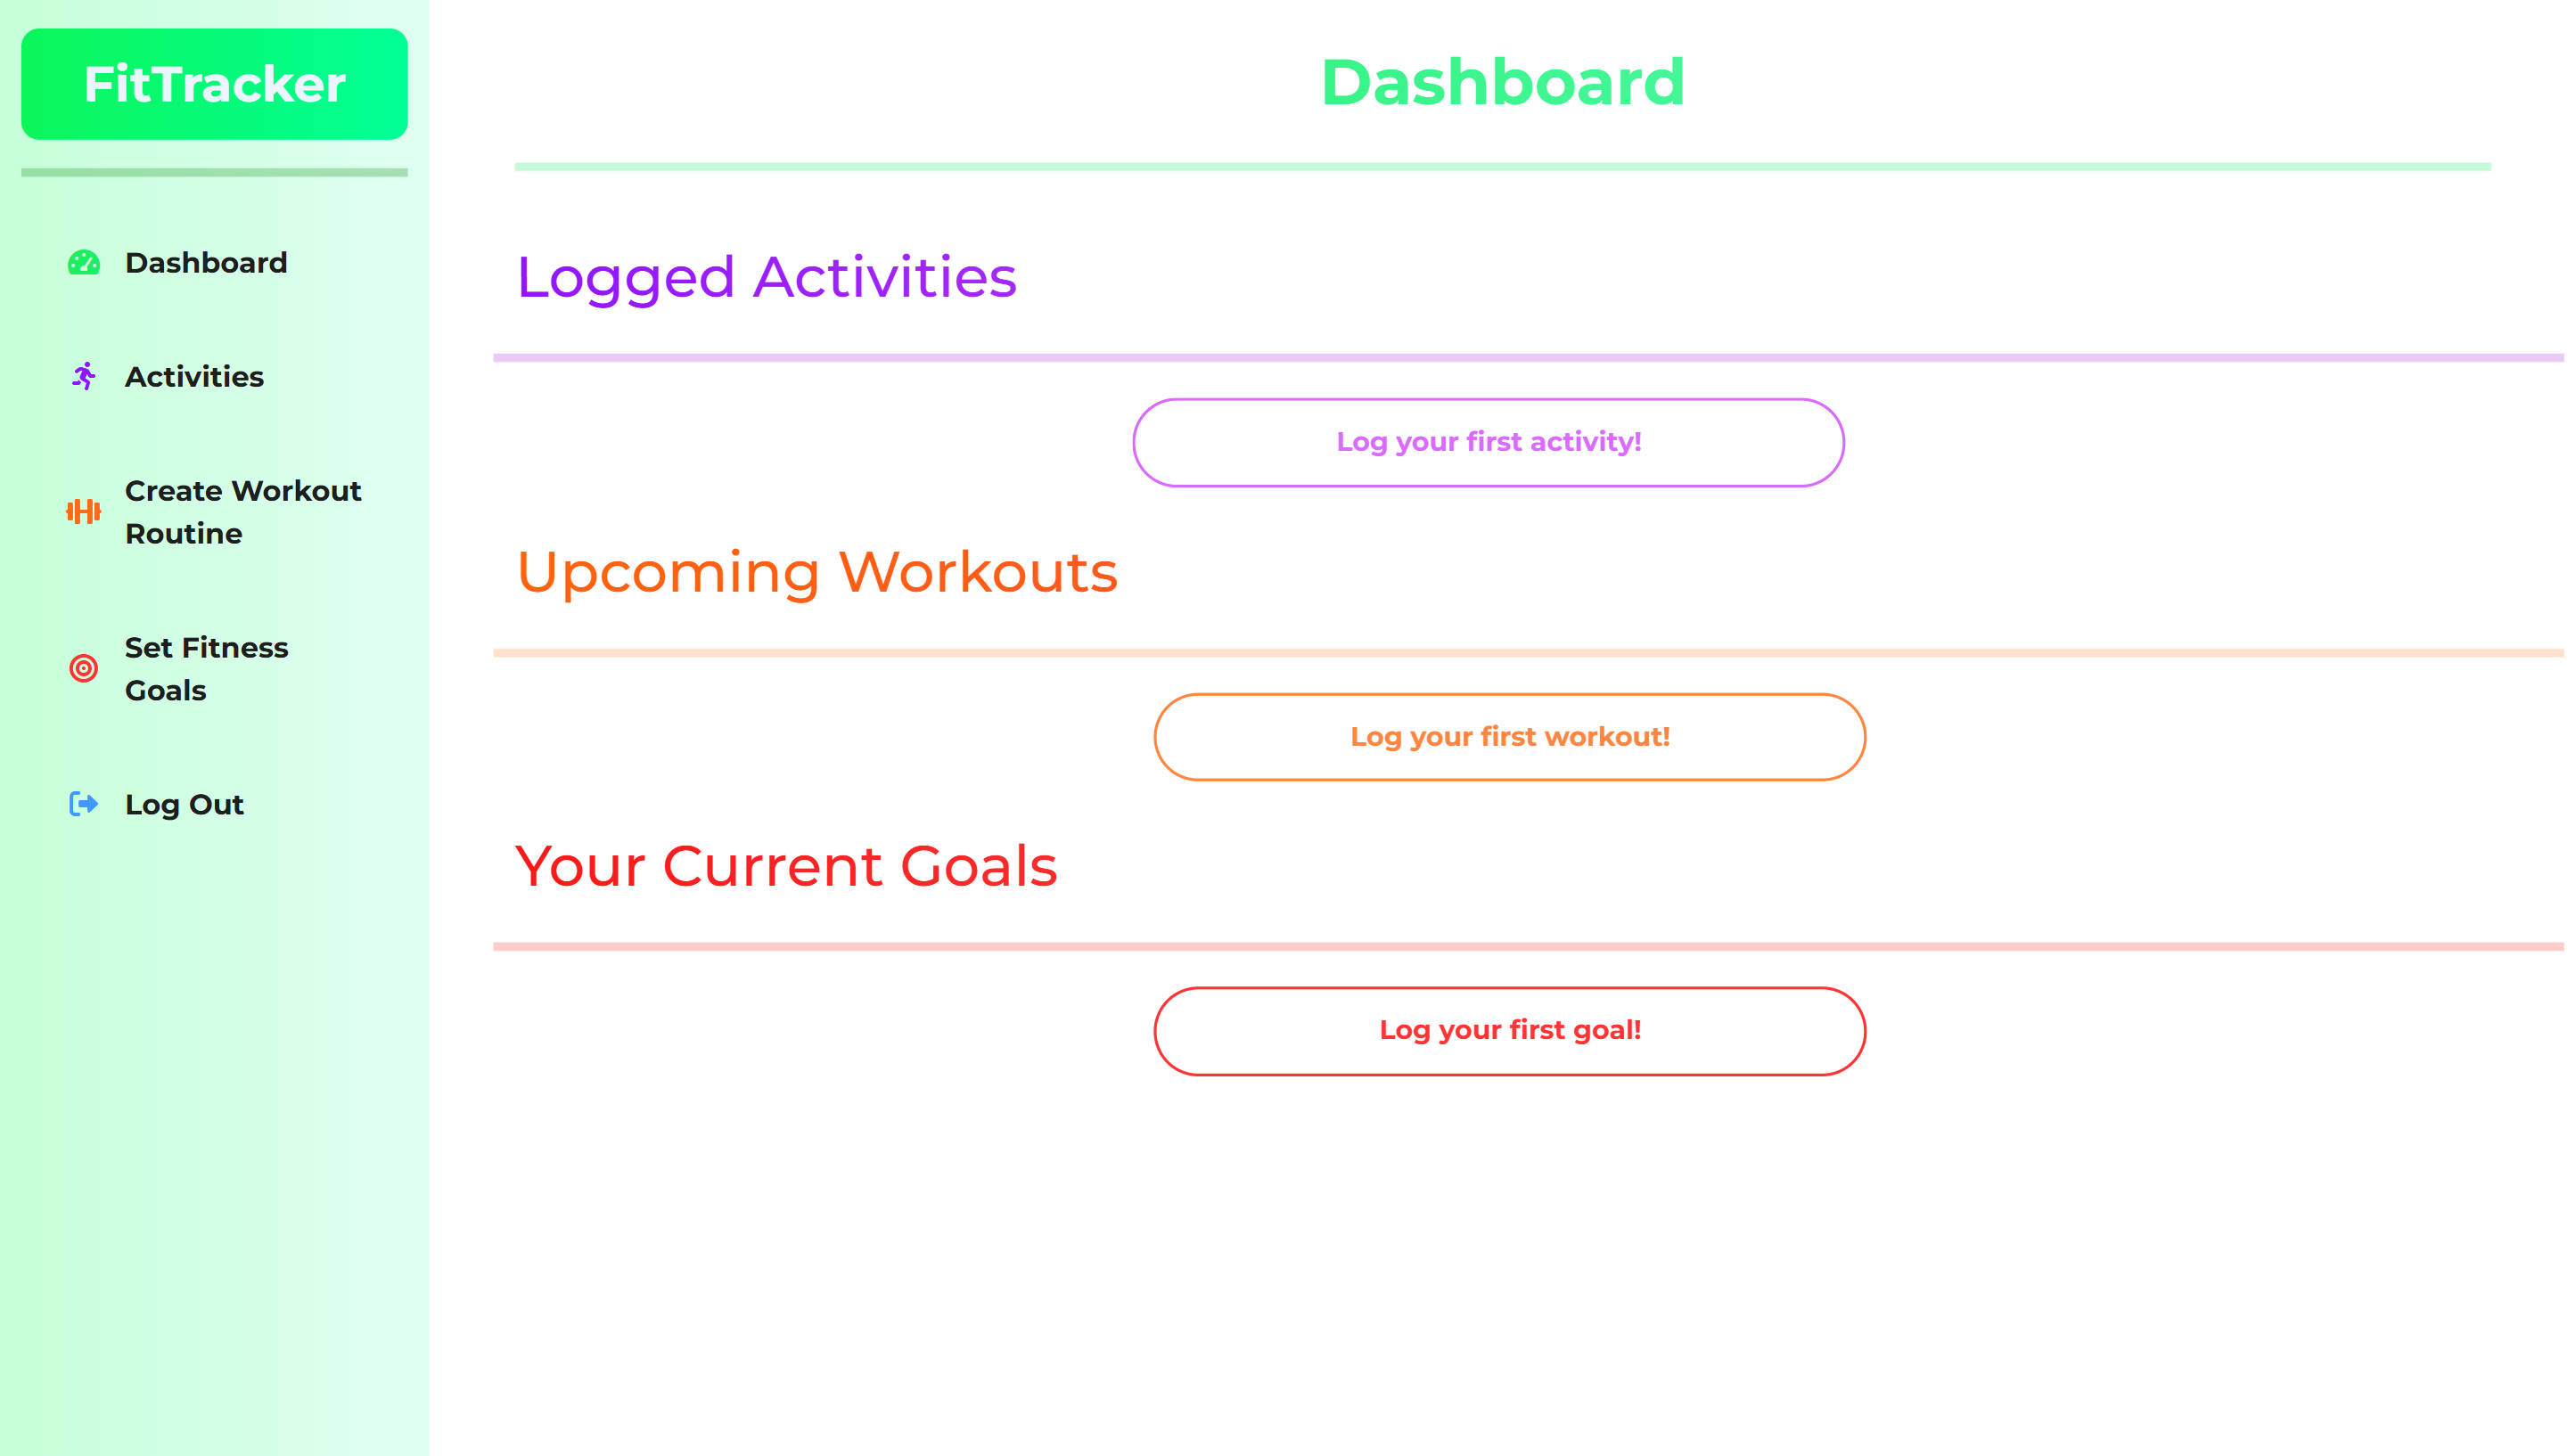 FitTracker
Dashboard
Activities
Create Workout
Routine
Set Fitness
Goals
Log Out
Dashboard
Logged Activities
Log your first activity!
Upcoming Workouts
Log your first workout!
Your Current Goals
Log your first goal!